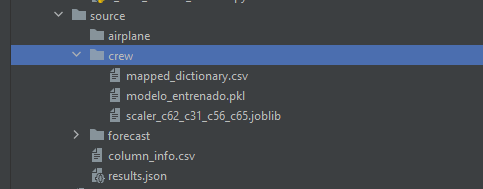 source
airplane
crew
mapped_dictionary.csv
modelo_entrenado.pkl
scaler_c62_c31_c56_c65.joblib
forecast
column_info.csv
results.json